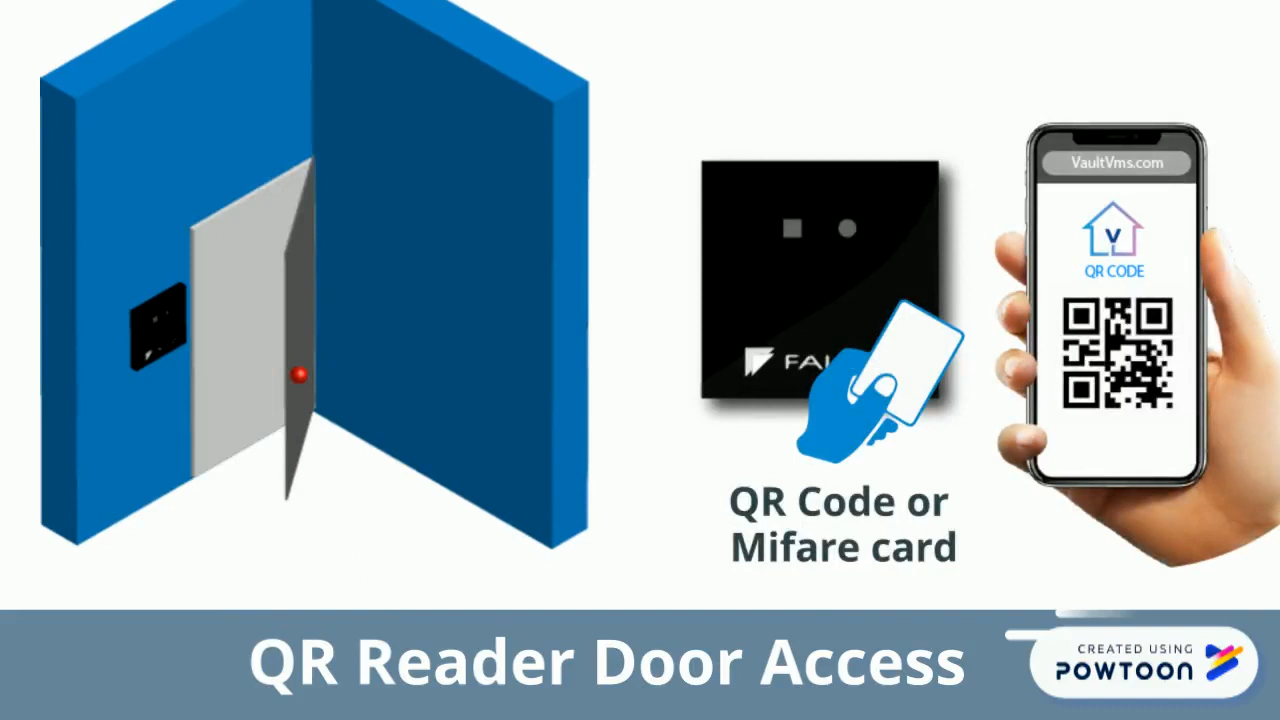 VaultVms.com
V
QR CODE
QR Code or
Mifare card
QR Reader Door Access
CREATED USING
POWTOON